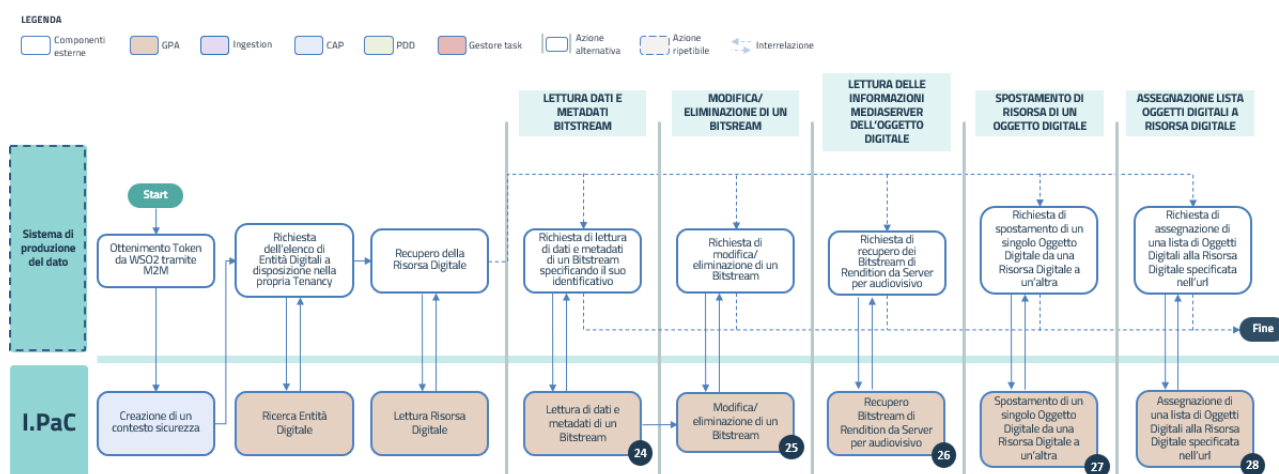 LEGENDA
Componenti
esterne
GPA
Ingestion
CAP
PDD
Gestore task
Azione
alternativa
Azione
ripetibile
Interrelazione
LETTURA DATI E
METADATI
BITSTREAM
MODIFICA/
ELIMINAZIONE DI UN
BITSREAM
LETTURA DELLE
INFORMAZIONI
MEDIASERVER
DELL'OGGETTO
DIGITALE
SPOSTAMENTO DI
RISORSA DI UN
OGGETTO DIGITALE
ASSEGNAZIONE LISTA
OGGETTI DIGITALI A
RISORSA DIGITALE
Sistema di
produzione
del dato
Start
Ottenimento Token
da WSO2 tramite
M2M
Richiesta
dell'elenco di
Entità Digitali a
disposizione nella
propria Tenancy
Recupero della
Risorsa Digitale
Richiesta di lettura
di dati e metadati
di un Bitstream
specificando il suo
identificativo
Richiesta di
modifica/
eliminazione di un
Bitstream
Richiesta di
recupero dei
Bitstream di
Rendition da Server
per audiovisivo
Richiesta di
spostamento di un
singolo Oggetto
Digitale da una
Risorsa Digitale a
un'altra
Richiesta di
assegnazione di
una lista di Oggetti
Digitali alla Risorsa
Digitale specificata
nell'url
Fine
I.PaC
Creazione di un
contesto sicurezza
Ricerca Entità
Digitale
Lettura Risorsa
Digitale
Lettura di dati e
metadati di un
Bitstream
24
Modifica/
eliminazione di un
Bitstream
25
Recupero
Bitstream di
Rendition da Server
per audiovisivo
26
Spostamento di un
singolo Oggetto
Digitale da una
Risorsa Digitale a
un'altra
27
Assegnazione di
una lista di Oggetti
Digitali alla Risorsa
Digitale specificata
nell'url
28